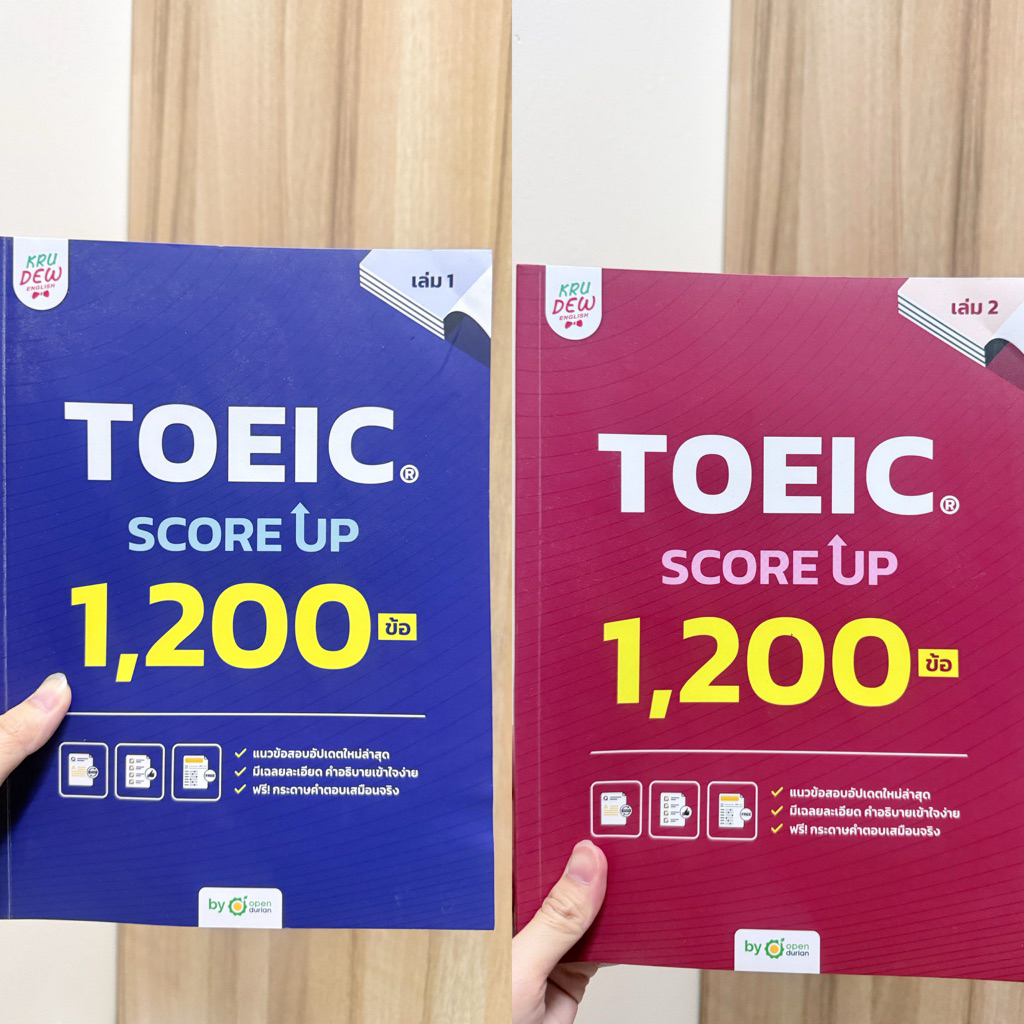 KRU
DEW
ENGLISH
เล่ม 1
TOEIC®
SCORE UP
1,200 ข้อ
แนวข้อสอบอัปเดตใหม่ล่าสุด
มีเฉลยละเอียด คำอธิบายเข้าใจง่าย
ฟรี! กระดาษคำตอบเสมือนจริง
FREE
by open durian
KRU
DEW
ENGLISH
เล่ม 2
TOEIC®
SCORE UP
1,200 ข้อ
แนวข้อสอบอัปเดตใหม่ล่าสุด
มีเฉลยละเอียด คำอธิบายเข้าใจง่าย
ฟรี! กระดาษคำตอบเสมือนจริง
FREE
by open durian